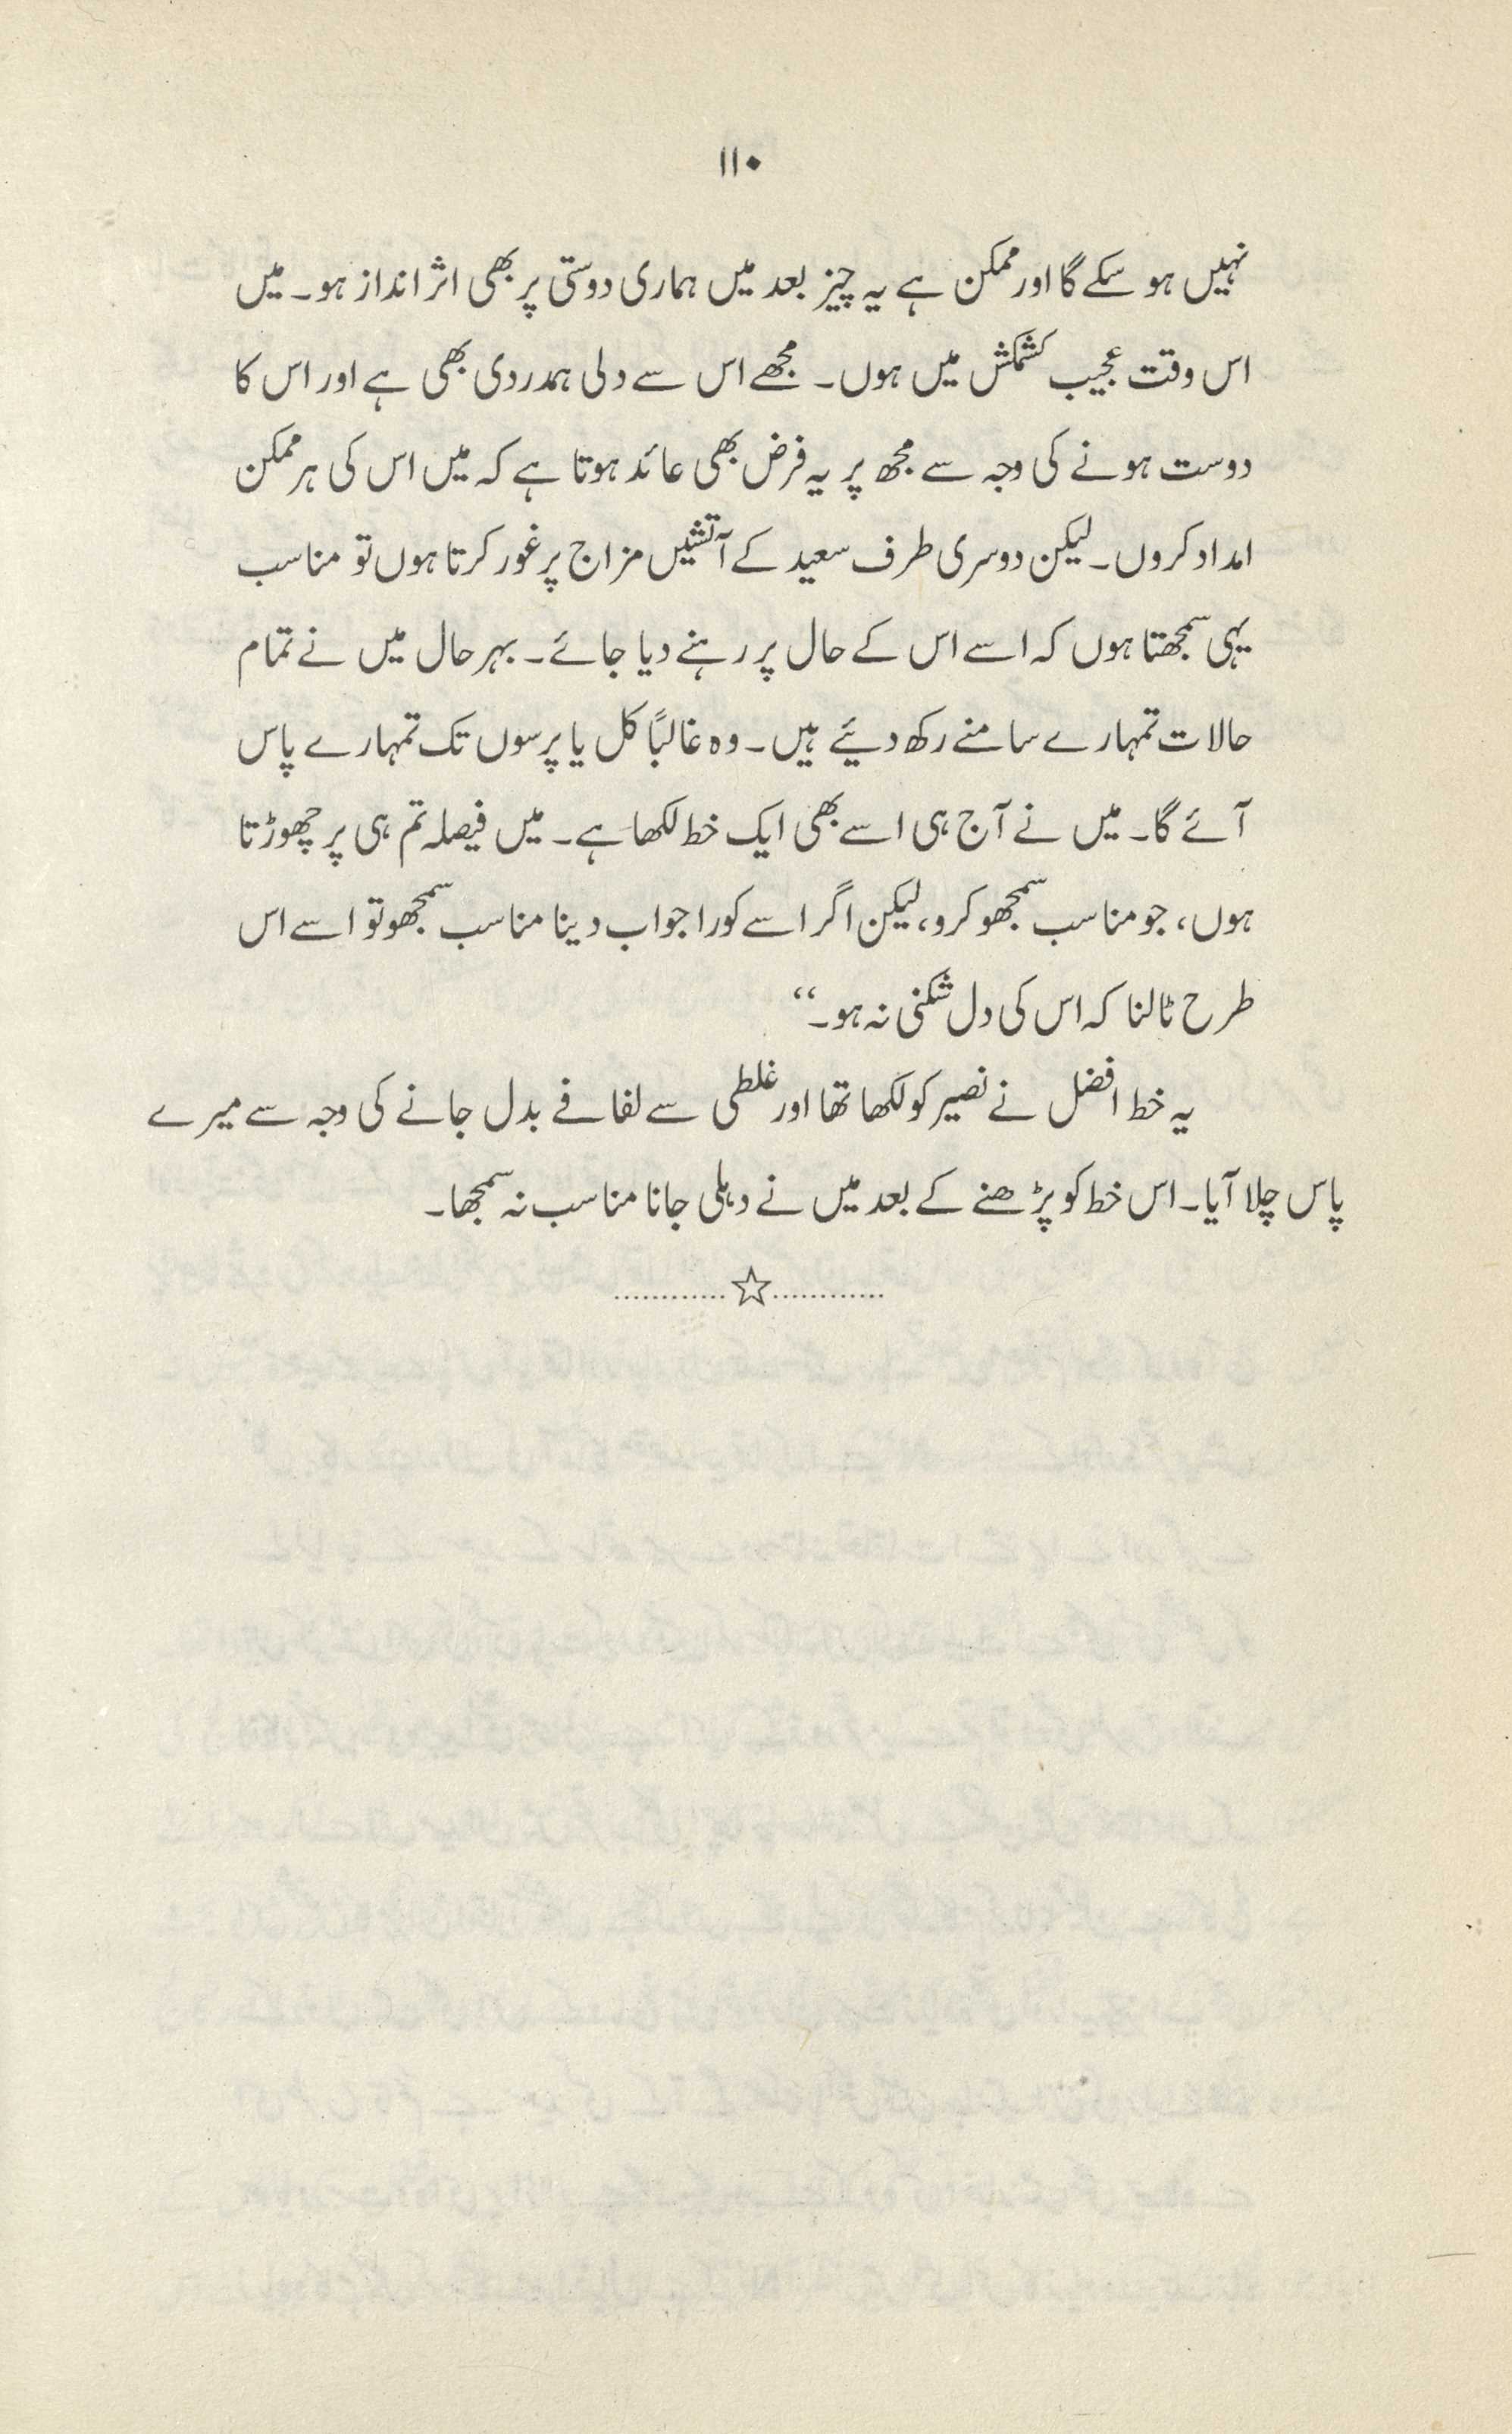 ۱۱۰
نہیں ہو سکے گا اور ممکن ہے یہ چیز بعد میں ہماری دوستی پر بھی اثر انداز ہو۔ میں
اس وقت عجیب کشمکش میں ہوں۔ مجھے اس سے دلی ہمدردی بھی ہے اور اس کا
دوست ہونے کی وجہ سے مجھ پر یہ فرض بھی عائد ہوتا ہے کہ میں اس کی ہر ممکن
امداد کروں۔ لیکن دوسری طرف سعید کے آتشیں مزاج پر غور کرتا ہوں تو مناسب
یہی سمجھتا ہوں کہ اسے اس کے حال پر رہنے دیا جائے۔ بہر حال میں نے تمام
حالات تمہارے سامنے رکھ دیئے ہیں۔ وہ غالباً کل یا پرسوں تک تمہارے پاس
آئے گا۔ میں نے آج ہی اسے بھی ایک خط لکھا ہے۔ میں فیصلہ تم ہی پر چھوڑتا
ہوں، جو مناسب سمجھو کرو، لیکن اگر اسے کورا جواب دینا مناسب سمجھو تو اسے اس
طرح ٹالنا کہ اس کی دل شکنی نہ ہو۔‘‘
یہ خط افضل نے نصیر کو لکھا تھا اور غلطی سے لفافے بدل جانے کی وجہ سے میرے
پاس چلا آیا۔ اس خط کو پڑھنے کے بعد میں نے دہلی جانا مناسب نہ سمجھا۔
............☆............